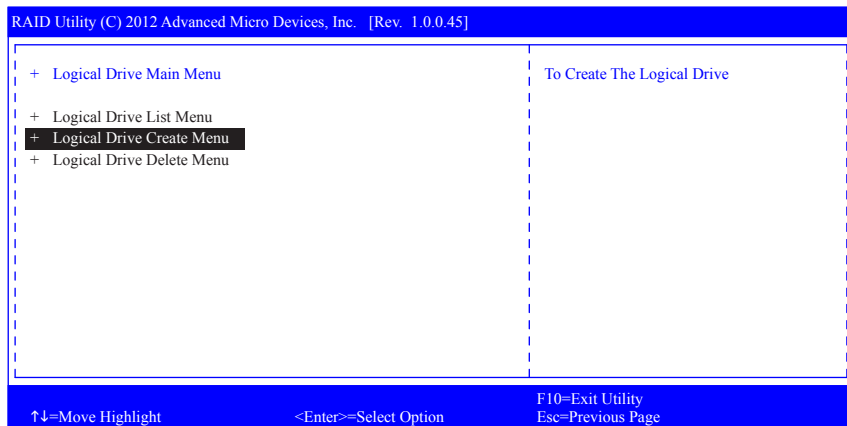 RAID Utility (C) 2012 Advanced Micro Devices, Inc. [Rev. 1.0.0.45]
+ Logical Drive Main Menu
To Create The Logical Drive
+ Logical Drive List Menu
+ Logical Drive Create Menu
+ Logical Drive Delete Menu
F10=Exit Utility
↑↓=Move Highlight <Enter>=Select Option Esc=Previous Page